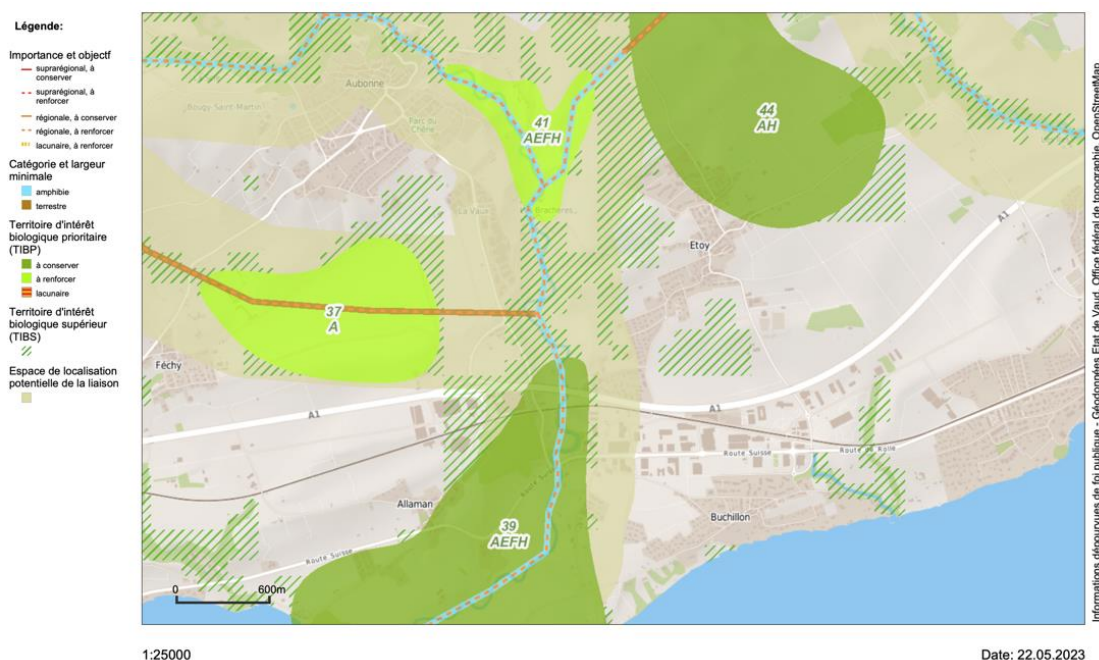 Légende:
Importance et objectf
suprarégional, à
conserver
suprarégional, à
renforcer
régionale, à conserver
régionale, à renforcer
lacunaire, à renforcer
Catégorie et largeur
minimale
amphibie
terrestre
Territoire d'intérêt
biologique prioritaire
(TIBP)
à conserver
à renforcer
lacunaire
Territoire d'intérêt
biologique supérieur
(TIBS)
Espace de localisation
potentielle de la liaison
Aubonne
Bougy-Saint-Martin
Parc du
Chêne
41
AEFH
44
AH
La Vaux
Etoy
A1
37
A
Féchy
A1
A1
Route Suisse
Route de Rolle
Allaman
Buchillon
39
AEFH
Route Suisse
0 600m
Informations dépourvues de foi publique - Géodonnées Etat de Vaud, Office fédéral de topographie, OpenStreetMap
1:25000
Date: 22.05.2023